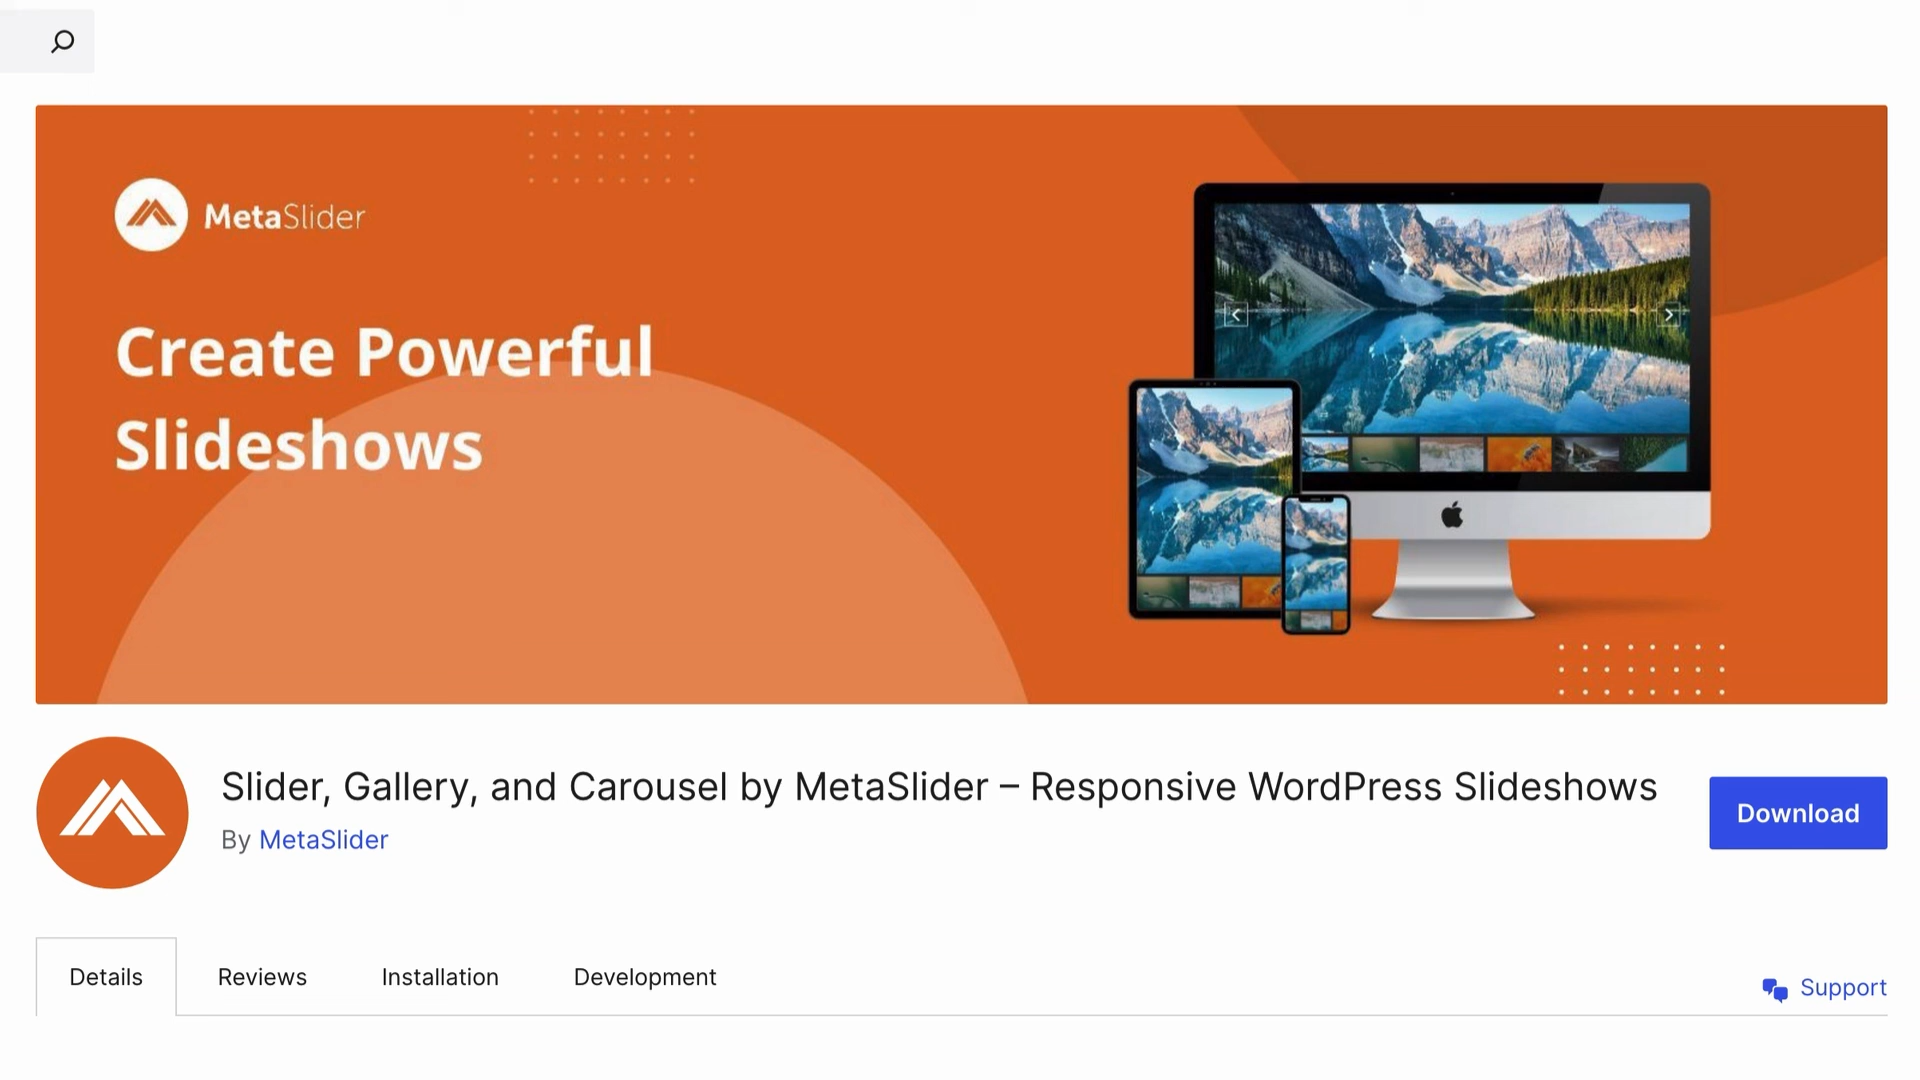 MetaSlider
Create Powerful
Slideshows
Slider, Gallery, and Carousel by MetaSlider – Responsive WordPress Slideshows
By MetaSlider
Download
Details
Reviews
Installation
Development
Support